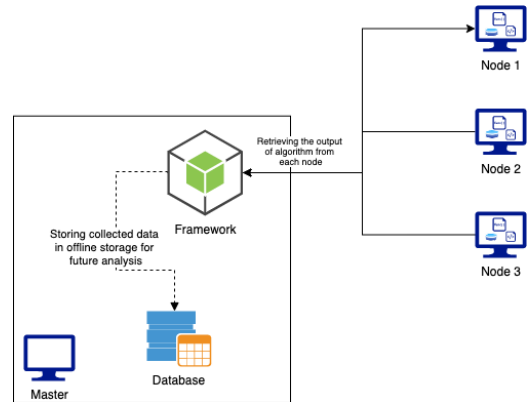 Node 1
Retrieving the output
of algorithm from
each node
Node 2
Framework
Storing collected data
in offline storage for
future analysis
Node 3
Database
Master